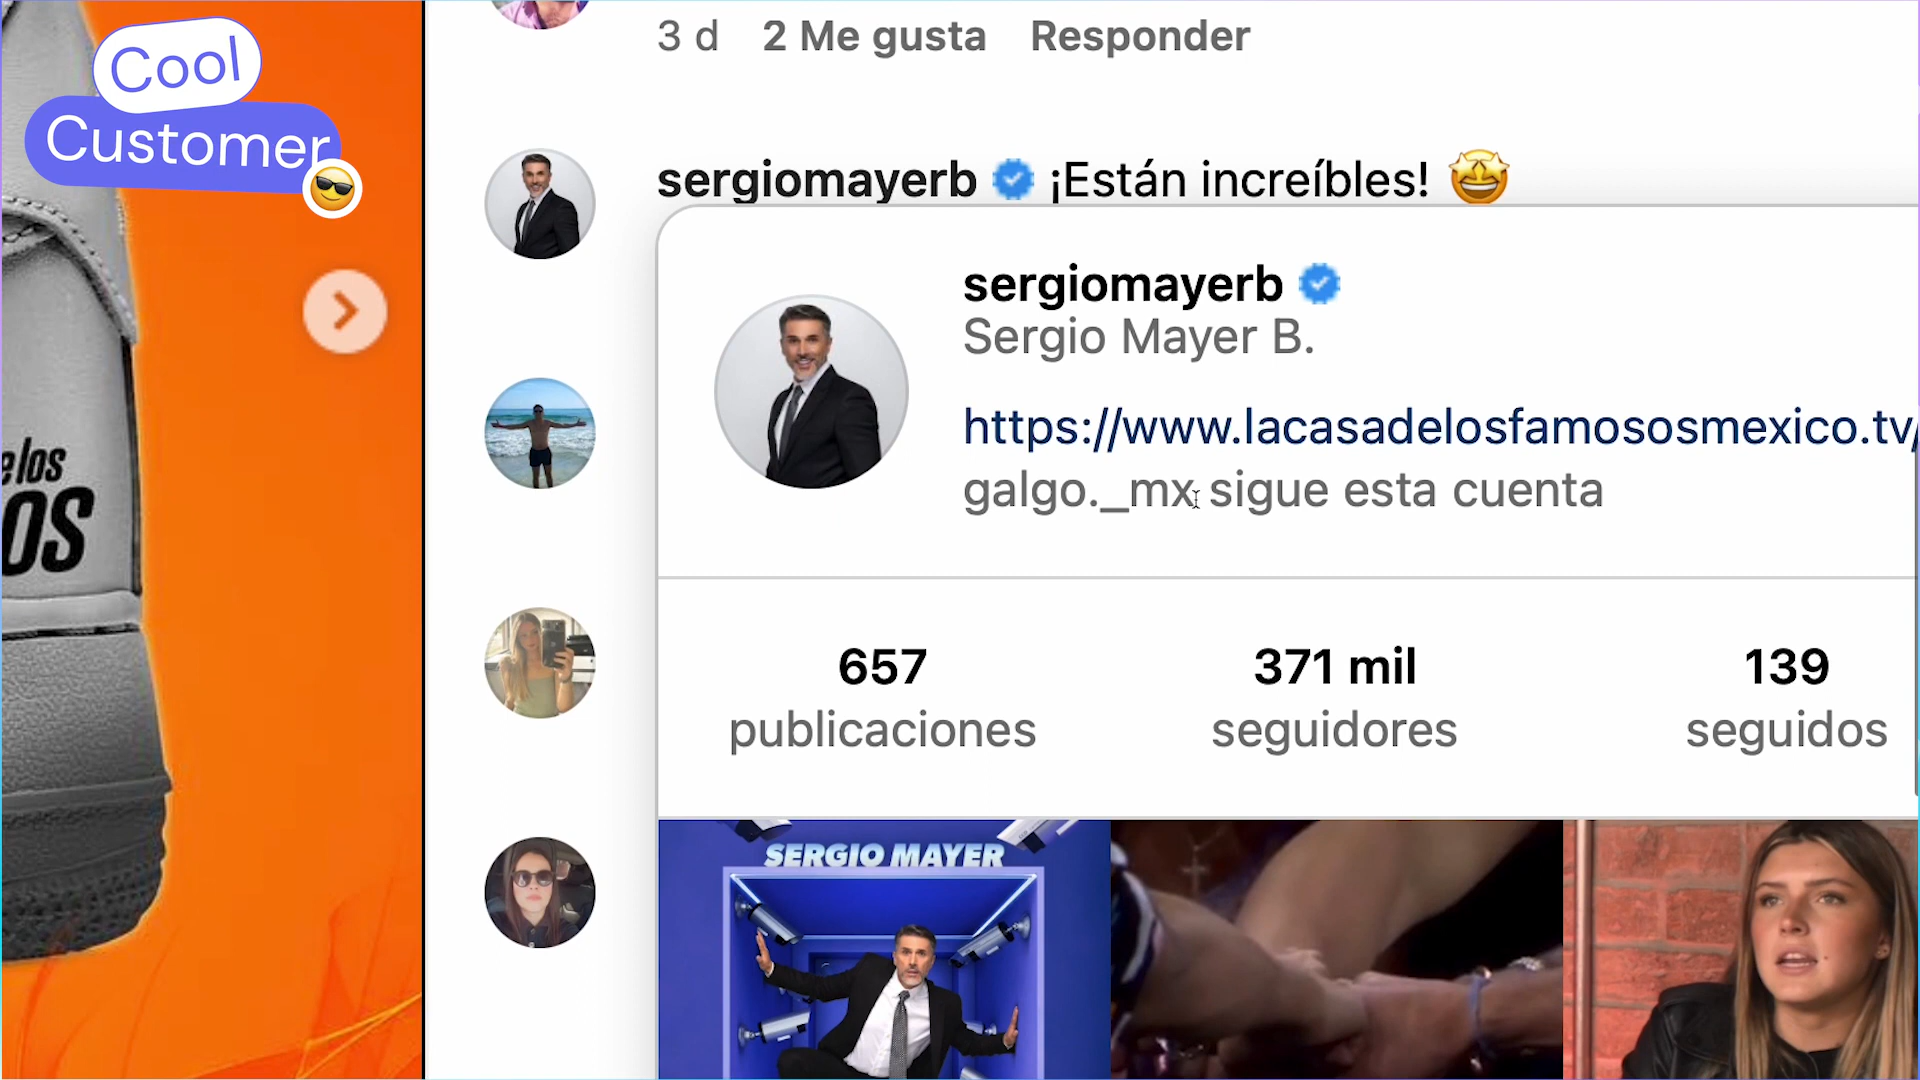 Cool
Customer
3 d 2 Me gusta Responder
sergiomayerb ¡Están increíbles! 🤩
sergiomayerb
Sergio Mayer B.
https://www.lacasadelosfamososmexico.tv/
galgo._mx sigue esta cuenta
657 371 mil 139
publicaciones seguidores seguidos
SERGIO MAYER
e los
OS